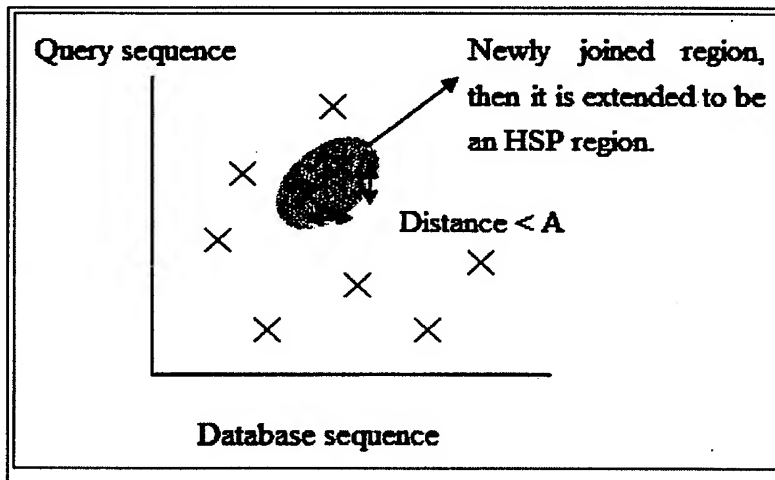 Query sequence
Newly joined region,
then it is extended to be
an HSP region.
Distance < A
Database sequence